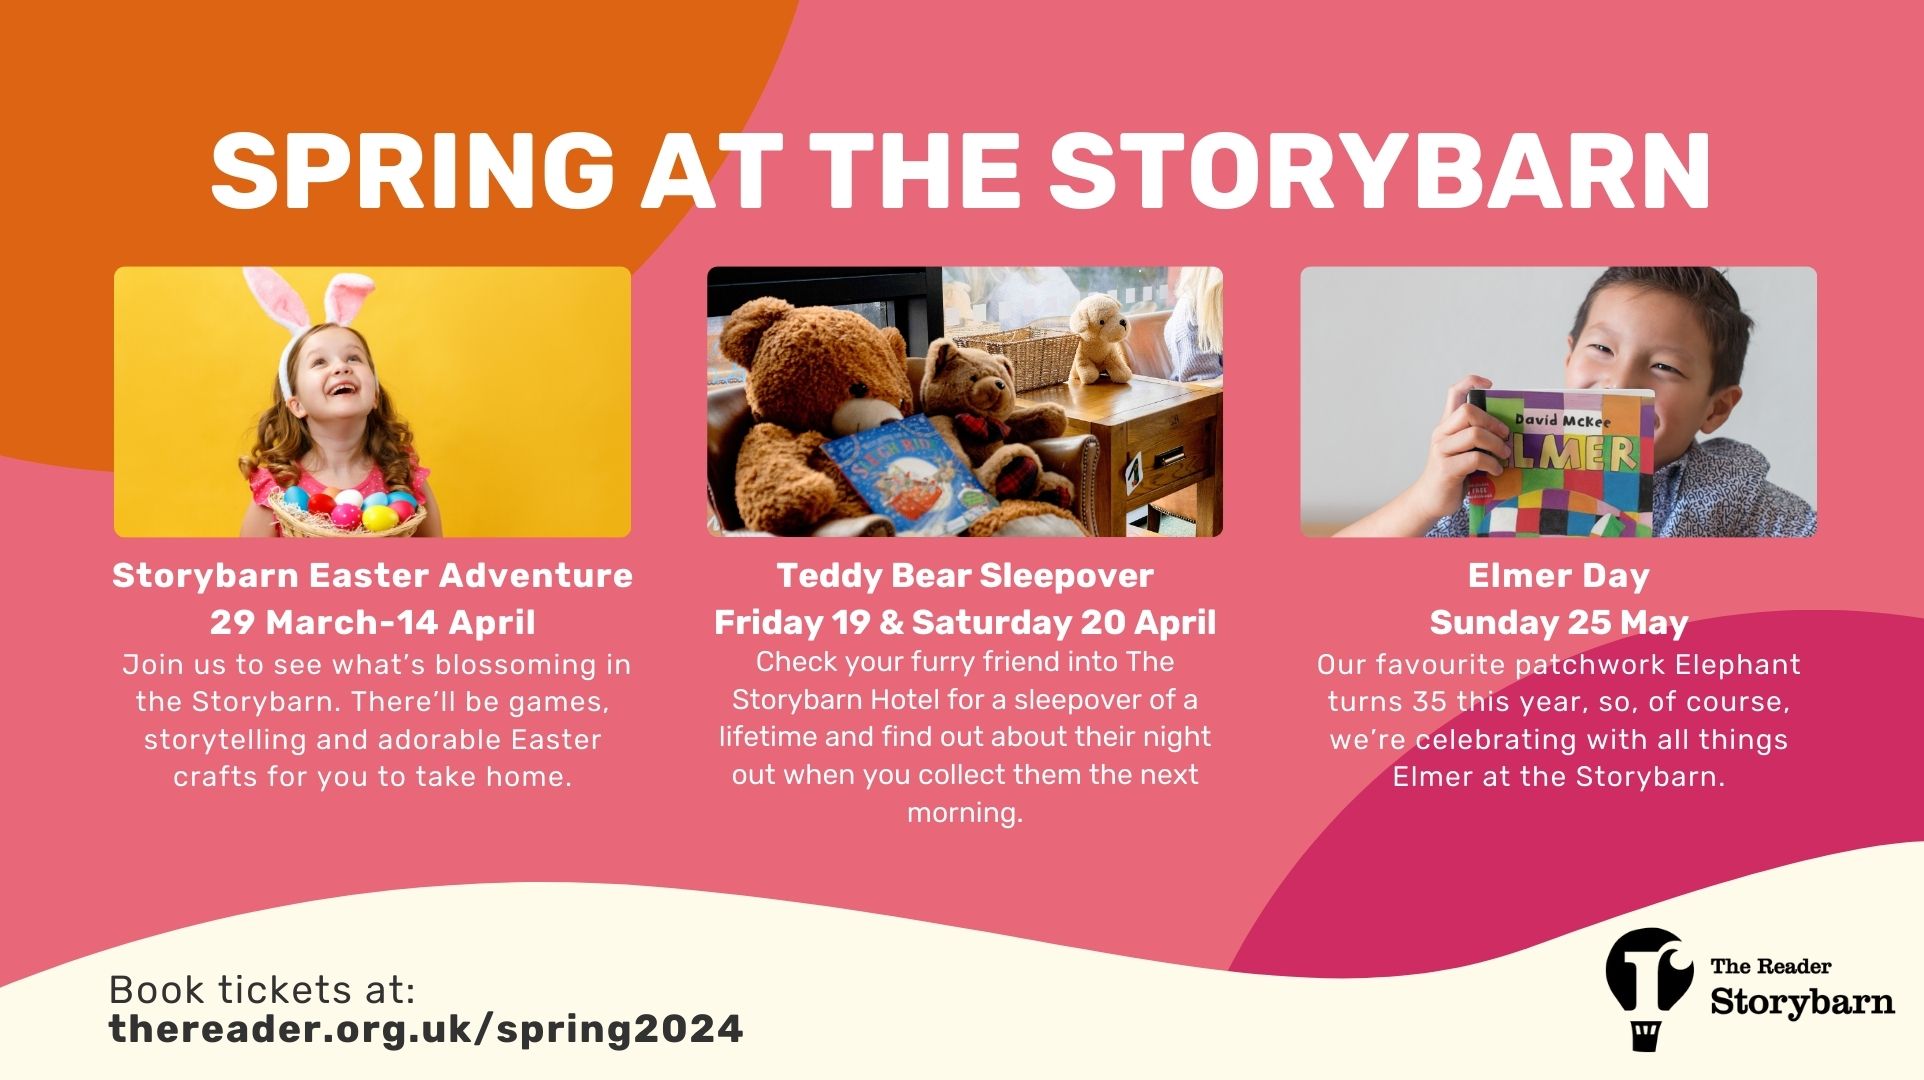 SPRING AT THE STORYBARN
David McKee
ELMER
SLEIGH RIDE
Storybarn Easter Adventure
29 March-14 April
Join us to see what's blossoming in
the Storybarn. There'll be games,
storytelling and adorable Easter
crafts for you to take home.
Teddy Bear Sleepover
Friday 19 & Saturday 20 April
Check your furry friend into The
Storybarn Hotel for a sleepover of a
lifetime and find out about their night
out when you collect them the next
morning.
Elmer Day
Sunday 25 May
Our favourite patchwork Elephant
turns 35 this year, so, of course,
we're celebrating with all things
Elmer at the Storybarn.
Book tickets at:
thereader.org.uk/spring2024
The Reader
Storybarn